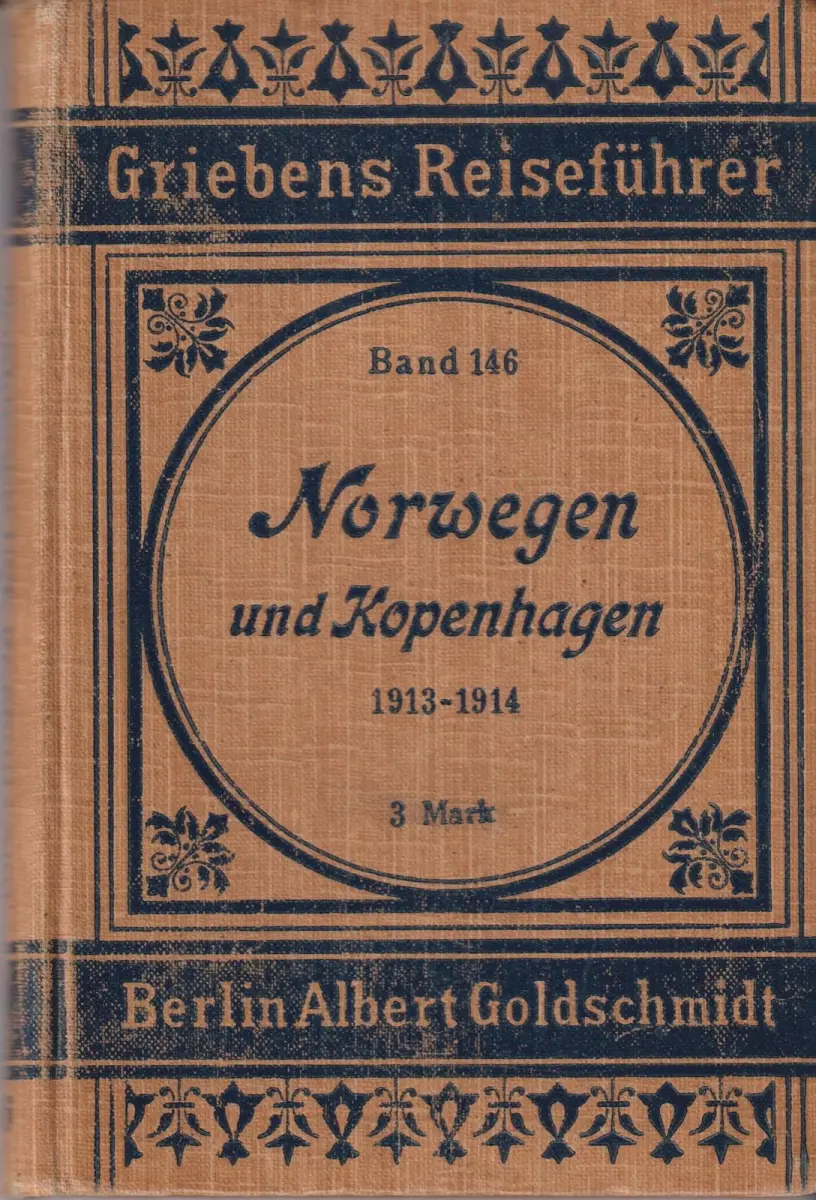 Griebens Reiseführer
Band 146
Norwegen
und Kopenhagen
1913-1914
3 Mark
Berlin Albert Goldschmidt